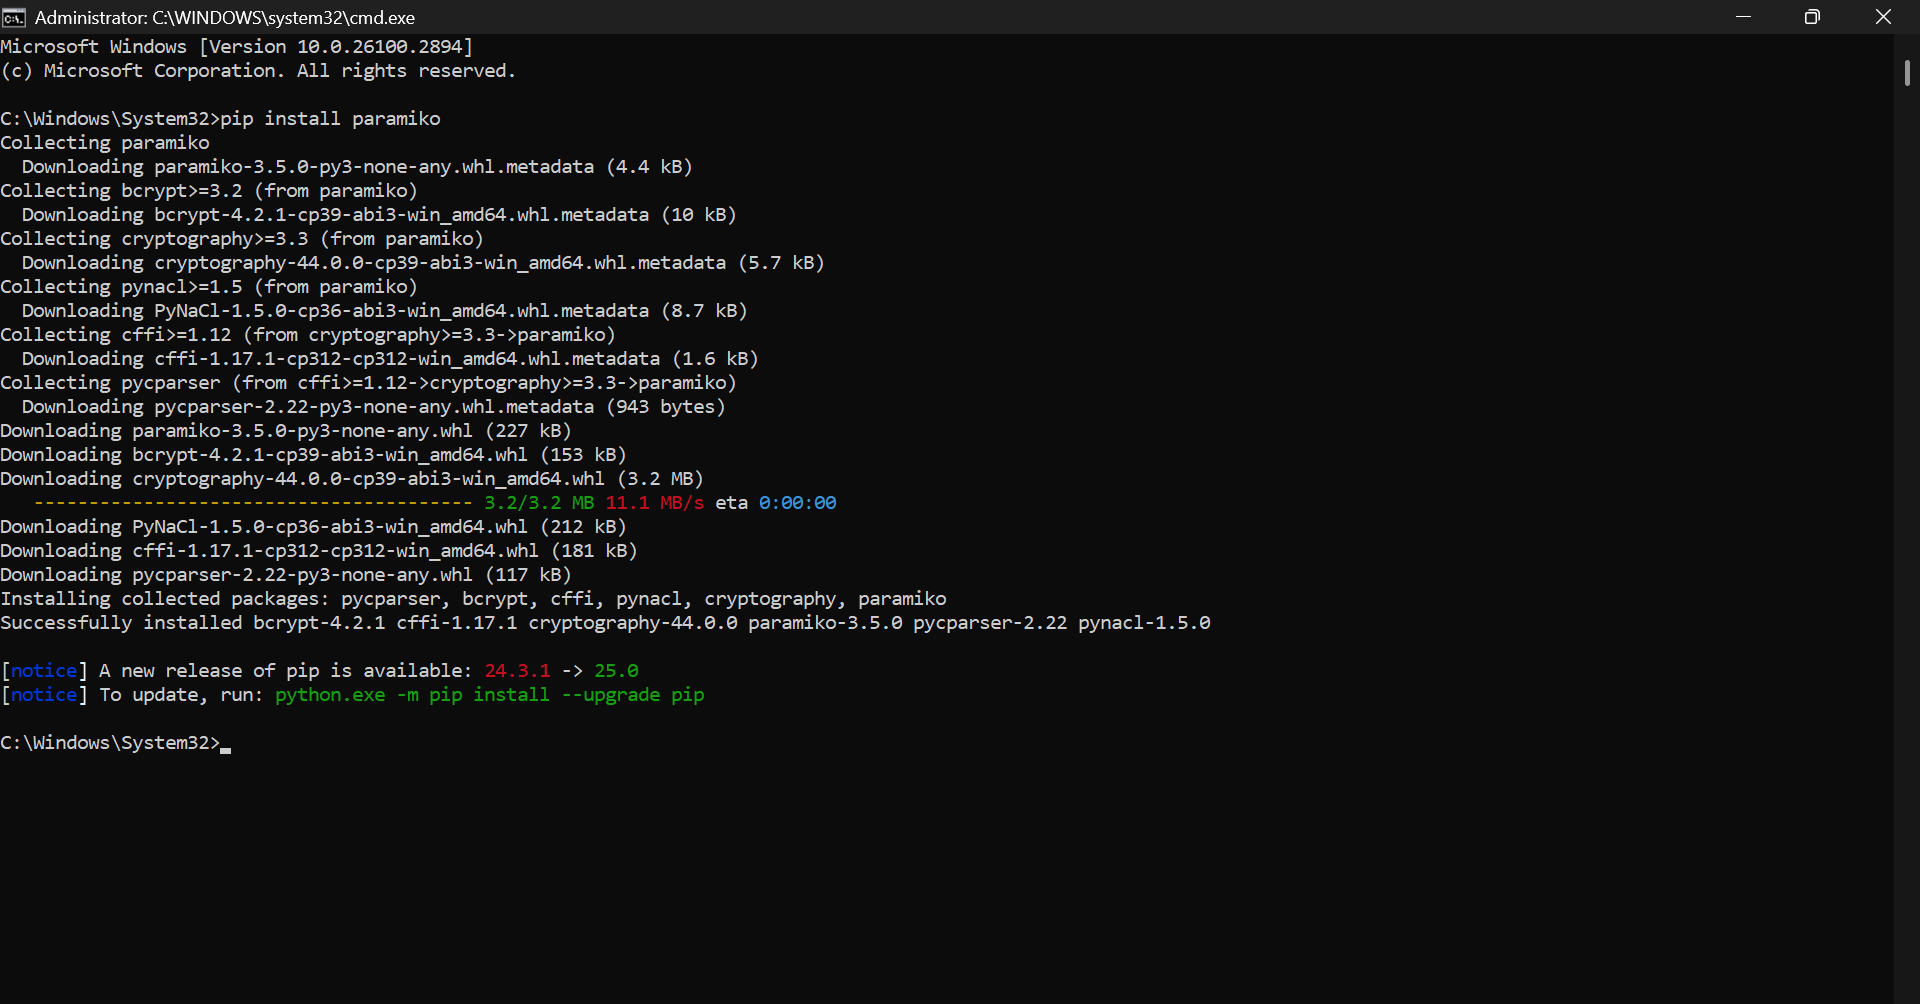 Administrator: C:\WINDOWS\system32\cmd.exe
Microsoft Windows [Version 10.0.26100.2894]
(c) Microsoft Corporation. All rights reserved.
C:\Windows\System32>pip install paramiko
Collecting paramiko
  Downloading paramiko-3.5.0-py3-none-any.whl.metadata (4.4 kB)
Collecting bcrypt>=3.2 (from paramiko)
  Downloading bcrypt-4.2.1-cp39-abi3-win_amd64.whl.metadata (10 kB)
Collecting cryptography>=3.3 (from paramiko)
  Downloading cryptography-44.0.0-cp39-abi3-win_amd64.whl.metadata (5.7 kB)
Collecting pynacl>=1.5 (from paramiko)
  Downloading PyNaCl-1.5.0-cp36-abi3-win_amd64.whl.metadata (8.7 kB)
Collecting cffi>=1.12 (from cryptography>=3.3->paramiko)
  Downloading cffi-1.17.1-cp312-cp312-win_amd64.whl.metadata (1.6 kB)
Collecting pycparser (from cffi>=1.12->cryptography>=3.3->paramiko)
  Downloading pycparser-2.22-py3-none-any.whl.metadata (943 bytes)
Downloading paramiko-3.5.0-py3-none-any.whl (227 kB)
Downloading bcrypt-4.2.1-cp39-abi3-win_amd64.whl (153 kB)
Downloading cryptography-44.0.0-cp39-abi3-win_amd64.whl (3.2 MB)
   ---------------------------------------- 3.2/3.2 MB 11.1 MB/s eta 0:00:00
Downloading PyNaCl-1.5.0-cp36-abi3-win_amd64.whl (212 kB)
Downloading cffi-1.17.1-cp312-cp312-win_amd64.whl (181 kB)
Downloading pycparser-2.22-py3-none-any.whl (117 kB)
Installing collected packages: pycparser, bcrypt, cffi, pynacl, cryptography, paramiko
Successfully installed bcrypt-4.2.1 cffi-1.17.1 cryptography-44.0.0 paramiko-3.5.0 pycparser-2.22 pynacl-1.5.0
[notice] A new release of pip is available: 24.3.1 -> 25.0
[notice] To update, run: python.exe -m pip install --upgrade pip
C:\Windows\System32>